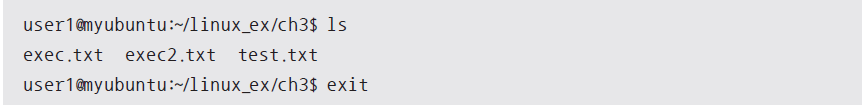 user1@myubuntu:~/linux_ex/ch3$ ls
exec.txt  exec2.txt  test.txt
user1@myubuntu:~/linux_ex/ch3$ exit